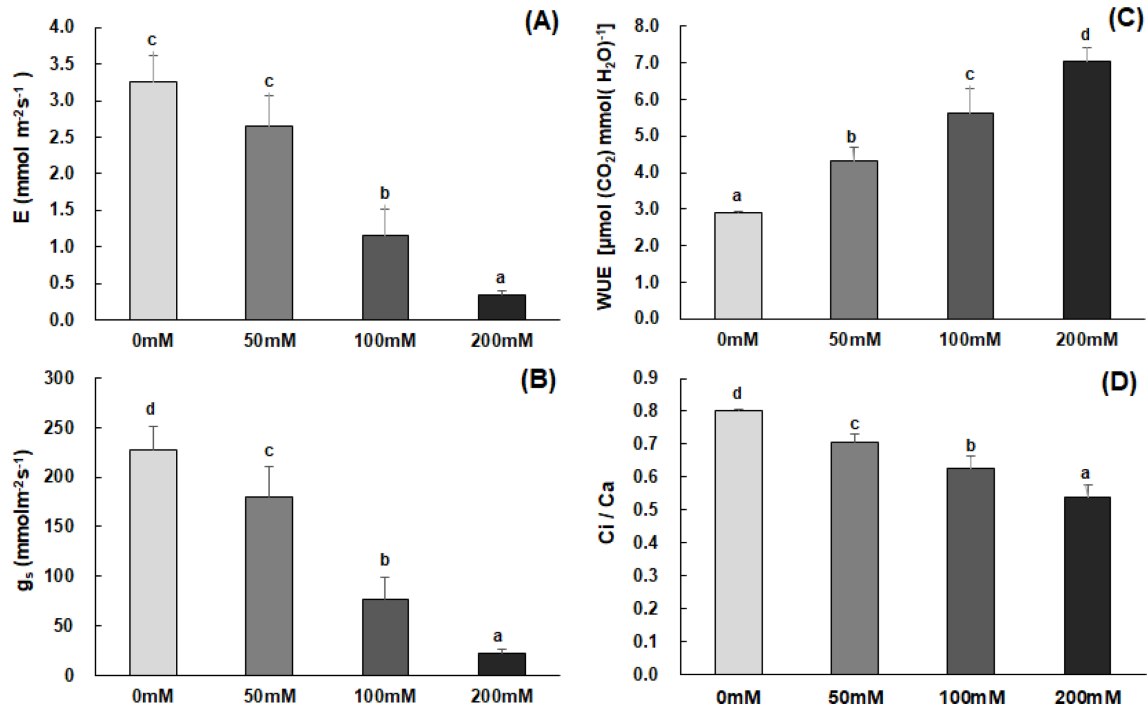 (A)
E (mmol m⁻²s⁻¹ )
4.0
3.5
3.0
2.5
2.0
1.5
1.0
0.5
0.0
c
c
b
a
0mM 50mM 100mM 200mM
(C)
WUE [µmol (CO₂) mmol( H₂O)⁻¹]
8.0
7.0
6.0
5.0
4.0
3.0
2.0
1.0
0.0
a
b
c
d
0mM 50mM 100mM 200mM
(B)
gₛ (mmolm⁻²s⁻¹)
300
250
200
150
100
50
0
d
c
b
a
0mM 50mM 100mM 200mM
(D)
Ci / Ca
0.9
0.8
0.7
0.6
0.5
0.4
0.3
0.2
0.1
0.0
d
c
b
a
0mM 50mM 100mM 200mM